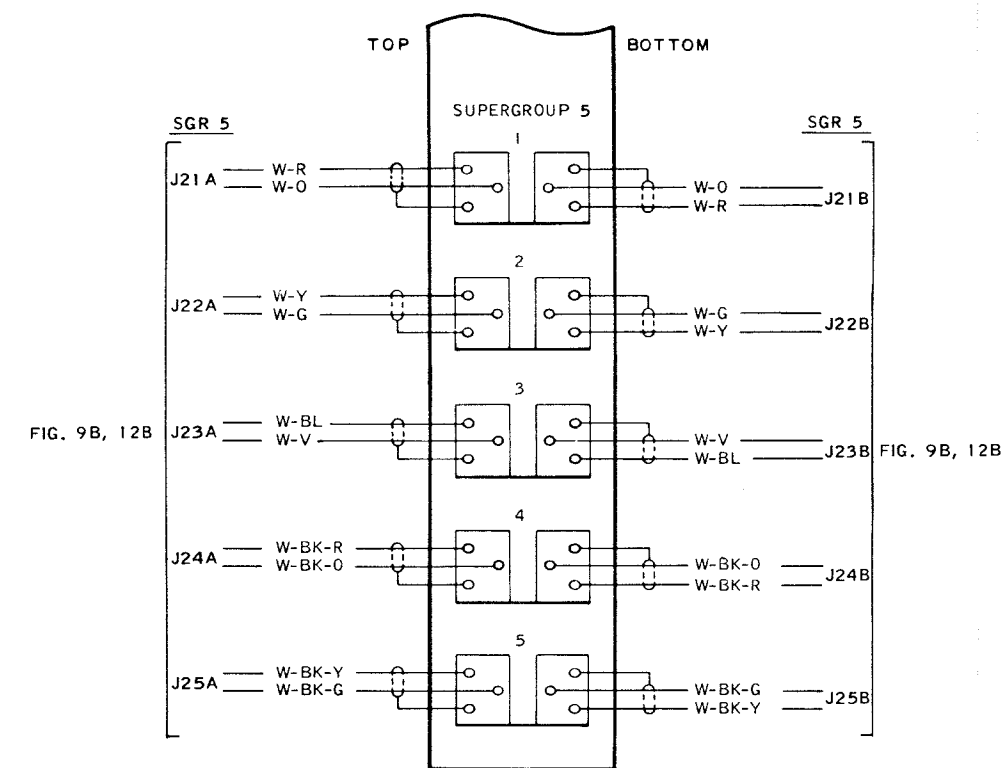 TOP
BOTTOM
SUPERGROUP 5
SGR 5
SGR 5
1
J21A
W-R
W-O
W-O
W-R
J21B
2
J22A
W-Y
W-G
W-G
W-Y
J22B
3
FIG. 9B, 12B
J23A
W-BL
W-V
W-V
W-BL
J23B
FIG. 9B, 12B
4
J24A
W-BK-R
W-BK-O
W-BK-O
W-BK-R
J24B
5
J25A
W-BK-Y
W-BK-G
W-BK-G
W-BK-Y
J25B